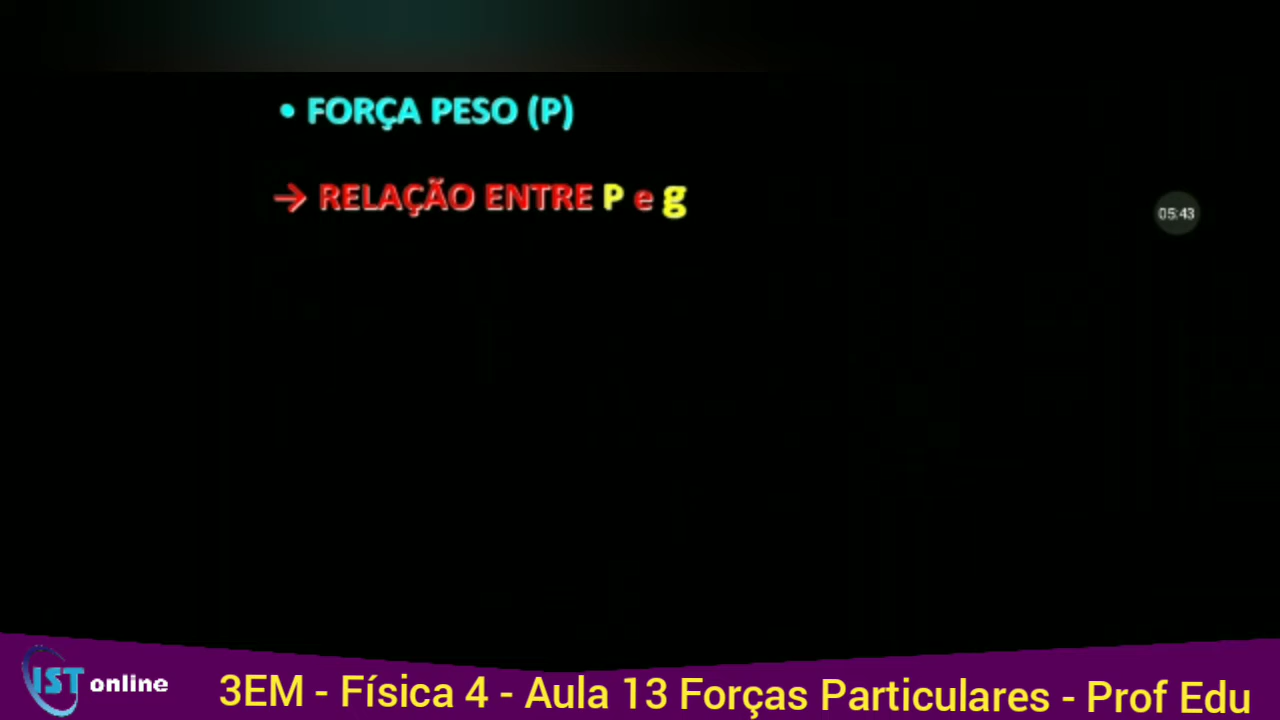 • FORÇA PESO (P)
→ RELAÇÃO ENTRE P e g
05:43
IST online
3EM - Física 4 - Aula 13 Forças Particulares - Prof Edu